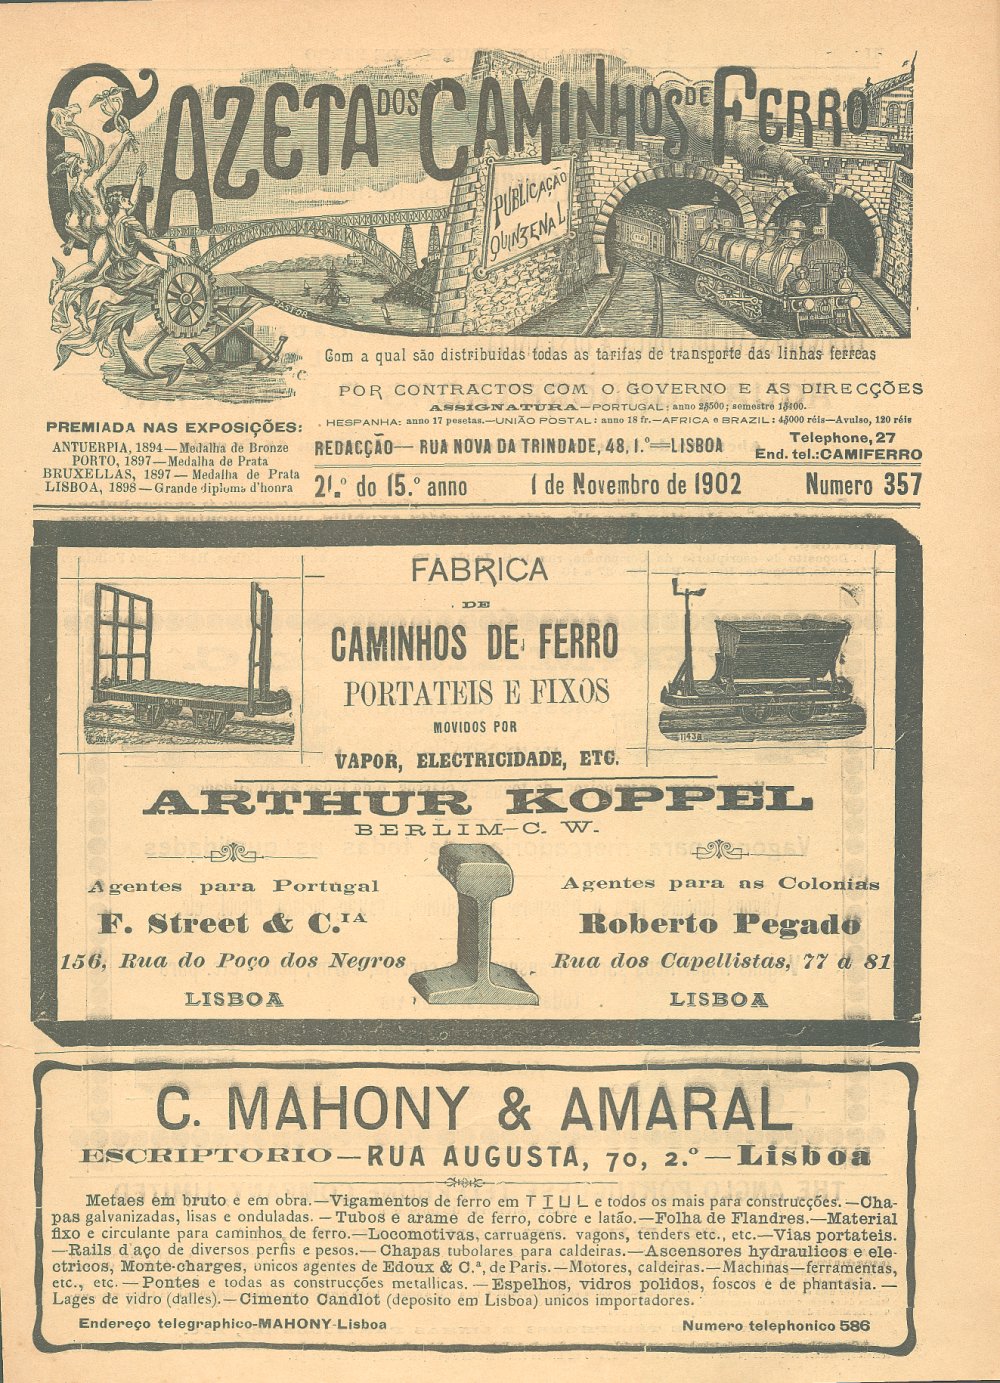 GAZETA DOS CAMINHOS DE FERRO
PUBLICAÇÃO
QUINZENAL
PASTOR
Com a qual são distribuidas todas as tarifas de transporte das linhas ferreas
POR CONTRACTOS COM O GOVERNO E AS DIRECÇÕES
ASSIGNATURA—PORTUGAL: anno 2$500; semestre 1$400.
HESPANHA: anno 17 pesetas.—UNIÃO POSTAL: anno 18 fr.—AFRICA e BRAZIL: 4$000 réis—Avulso, 120 réis
PREMIADA NAS EXPOSIÇÕES:
ANTUERPIA, 1894—Medalha de Bronze
PORTO, 1897—Medalha de Prata
BRUXELLAS, 1897—Medalha de Prata
LISBOA, 1898—Grande diploma d'honra
REDACÇÃO—RUA NOVA DA TRINDADE, 48, 1.º—LISBOA
Telephone, 27
End. tel.: CAMIFERRO
21.º do 15.º anno
1 de Novembro de 1902
Numero 357
FABRICA
DE
CAMINHOS DE FERRO
PORTATEIS E FIXOS
MOVIDOS POR
VAPOR, ELECTRICIDADE, ETC.
1143A
ARTHUR KOPPEL
BERLIM—C. W.
Agentes para Portugal
F. Street & C.IA
156, Rua do Poço dos Negros
LISBOA
Agentes para as Colonias
Roberto Pegado
Rua dos Capellistas, 77 a 81
LISBOA
C. MAHONY & AMARAL
ESCRIPTORIO—RUA AUGUSTA, 70, 2.º—Lisboa
Metaes em bruto e em obra.—Vigamentos de ferro em T I U L e todos os mais para construcções.—Cha-
pas galvanizadas, lisas e onduladas.—Tubos e arame de ferro, cobre e latão.—Folha de Flandres.—Material
fixo e circulante para caminhos de ferro.—Locomotivas, carruagens. vagons, tenders etc., etc.—Vias portateis.
—Rails d'aço de diversos perfis e pesos.—Chapas tubolares para caldeiras.—Ascensores hydraulicos e ele-
ctricos, Monte-charges, unicos agentes de Edoux & C.ª, de Paris.—Motores, caldeiras.—Machinas—ferramentas,
etc., etc.—Pontes e todas as construcções metallicas.—Espelhos, vidros polidos, foscos e de phantasia.—
Lages de vidro (dalles).—Cimento Candlot (deposito em Lisboa) unicos importadores.
Endereço telegraphico-MAHONY-Lisboa
Numero telephonico 586